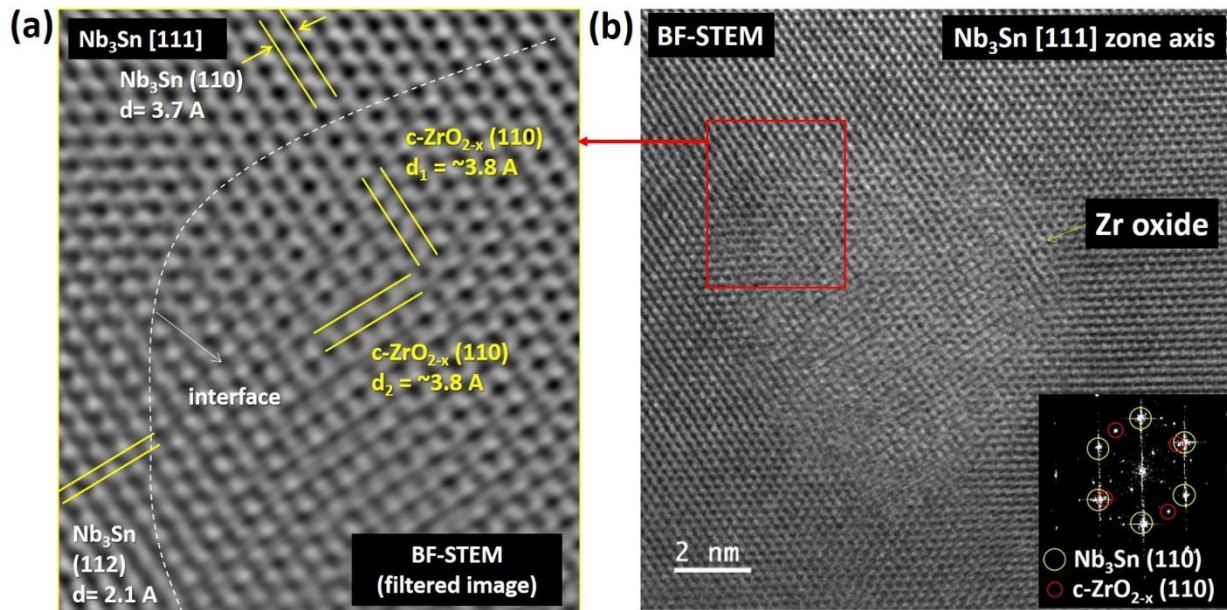 (a)
Nb₃Sn [111]
Nb₃Sn (110)
d= 3.7 A
c-ZrO₂₋ₓ (110)
d₁ = ~3.8 A
c-ZrO₂₋ₓ (110)
d₂ = ~3.8 A
interface
Nb₃Sn
(112)
d= 2.1 A
BF-STEM
(filtered image)
(b)
BF-STEM
Nb₃Sn [111] zone axis
Zr oxide
2 nm
Nb₃Sn (110)
c-ZrO₂₋ₓ (110)